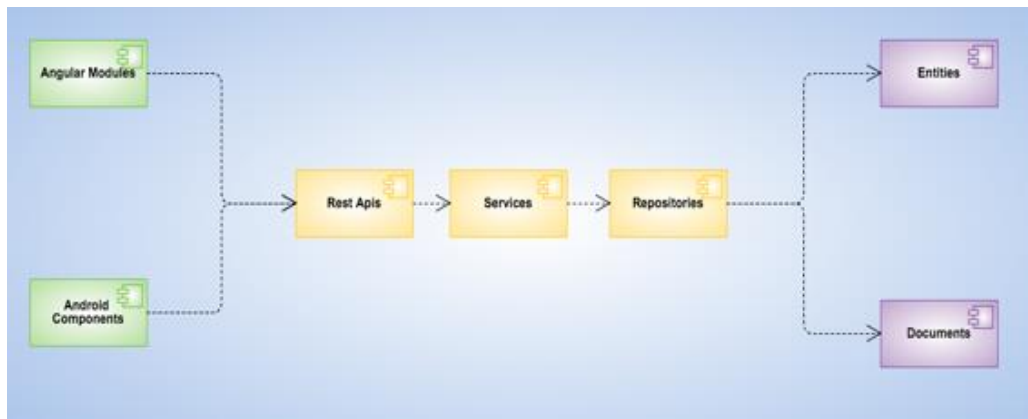 Angular Modules
Entities
Rest Apis
Services
Repositories
Android
Components
Documents